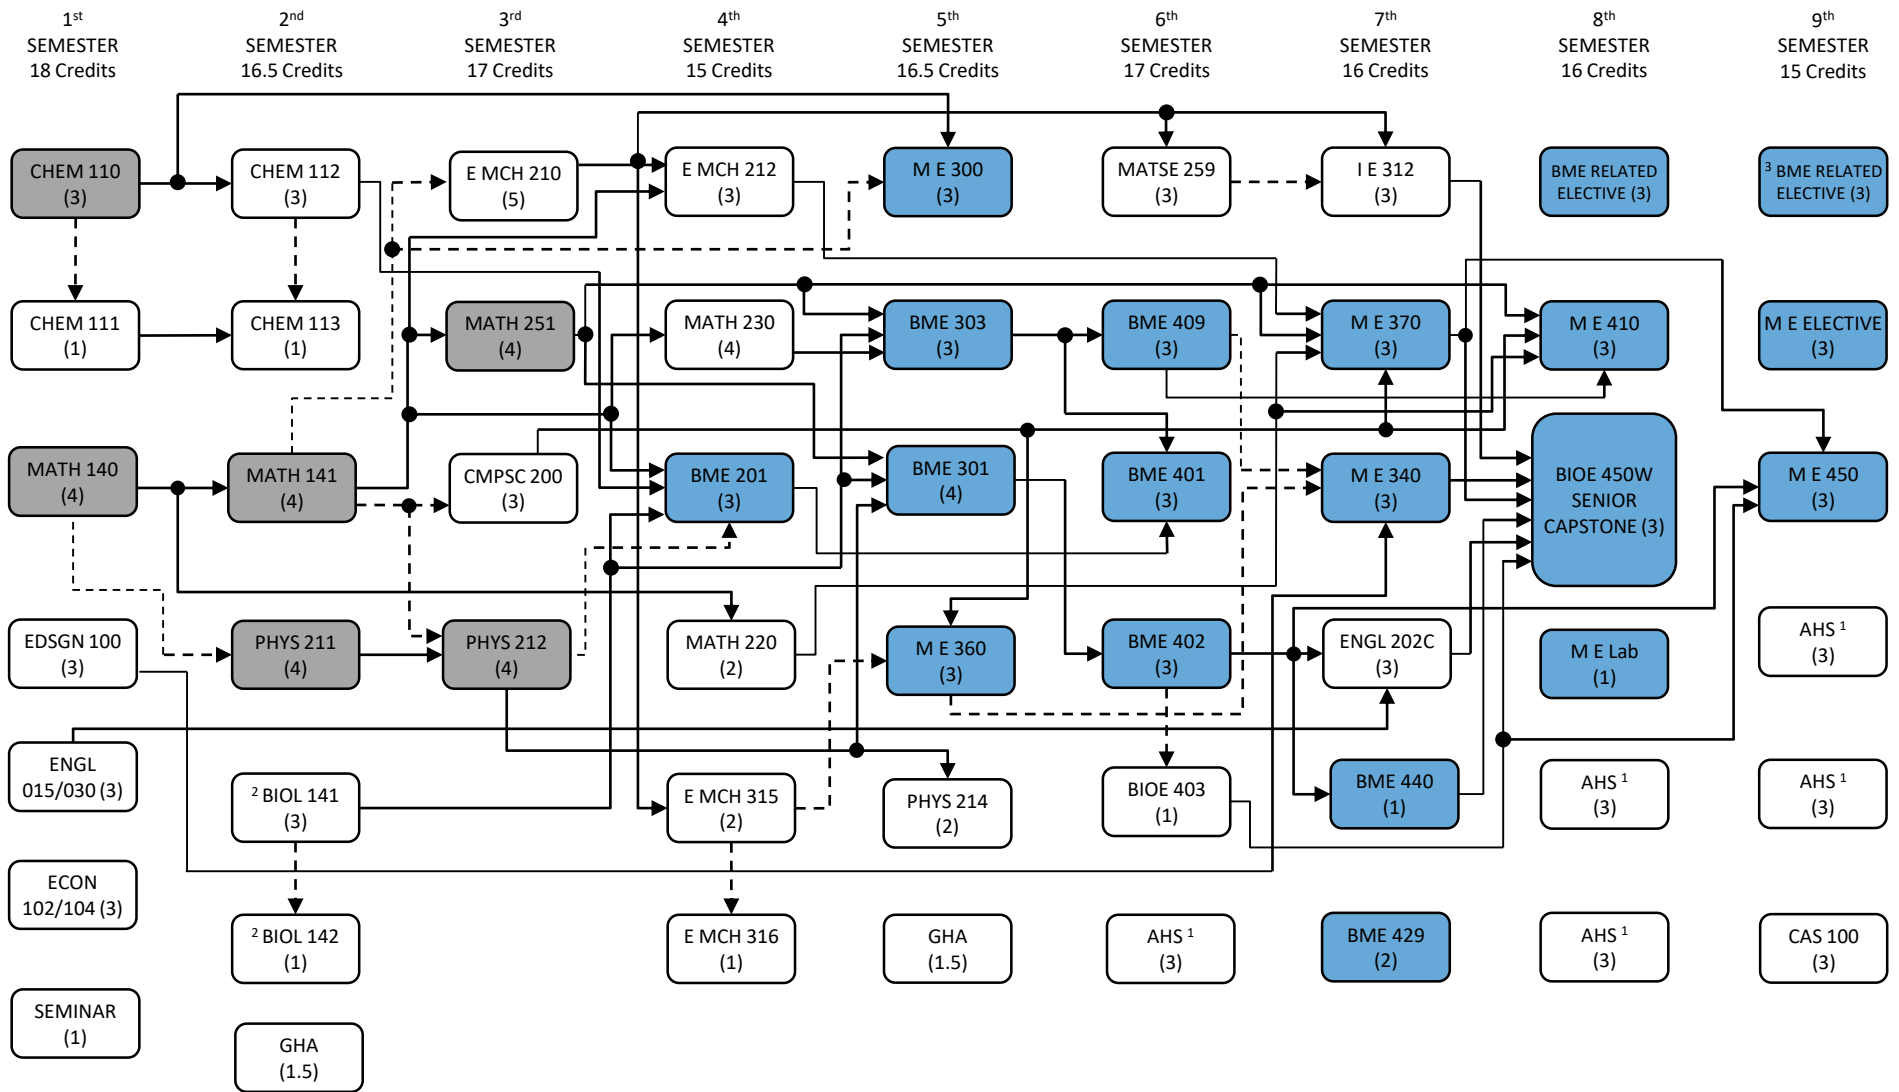 1st
SEMESTER
18 Credits
2nd
SEMESTER
16.5 Credits
3rd
SEMESTER
17 Credits
4th
SEMESTER
15 Credits
5th
SEMESTER
16.5 Credits
6th
SEMESTER
17 Credits
7th
SEMESTER
16 Credits
8th
SEMESTER
16 Credits
9th
SEMESTER
15 Credits
CHEM 110
(3)
CHEM 112
(3)
E MCH 210
(5)
E MCH 212
(3)
M E 300
(3)
MATSE 259
(3)
I E 312
(3)
BME RELATED
ELECTIVE (3)
3 BME RELATED
ELECTIVE (3)
CHEM 111
(1)
CHEM 113
(1)
MATH 251
(4)
MATH 230
(4)
BME 303
(3)
BME 409
(3)
M E 370
(3)
M E 410
(3)
M E ELECTIVE
(3)
MATH 140
(4)
MATH 141
(4)
CMPSC 200
(3)
BME 201
(3)
BME 301
(4)
BME 401
(3)
M E 340
(3)
BIOE 450W
SENIOR
CAPSTONE (3)
M E 450
(3)
EDSGN 100
(3)
PHYS 211
(4)
PHYS 212
(4)
MATH 220
(2)
M E 360
(3)
BME 402
(3)
ENGL 202C
(3)
M E Lab
(1)
AHS 1
(3)
ENGL
015/030 (3)
2 BIOL 141
(3)
E MCH 315
(2)
PHYS 214
(2)
BIOE 403
(1)
BME 440
(1)
AHS 1
(3)
AHS 1
(3)
ECON
102/104 (3)
2 BIOL 142
(1)
E MCH 316
(1)
GHA
(1.5)
AHS 1
(3)
BME 429
(2)
AHS 1
(3)
CAS 100
(3)
SEMINAR
(1)
GHA
(1.5)